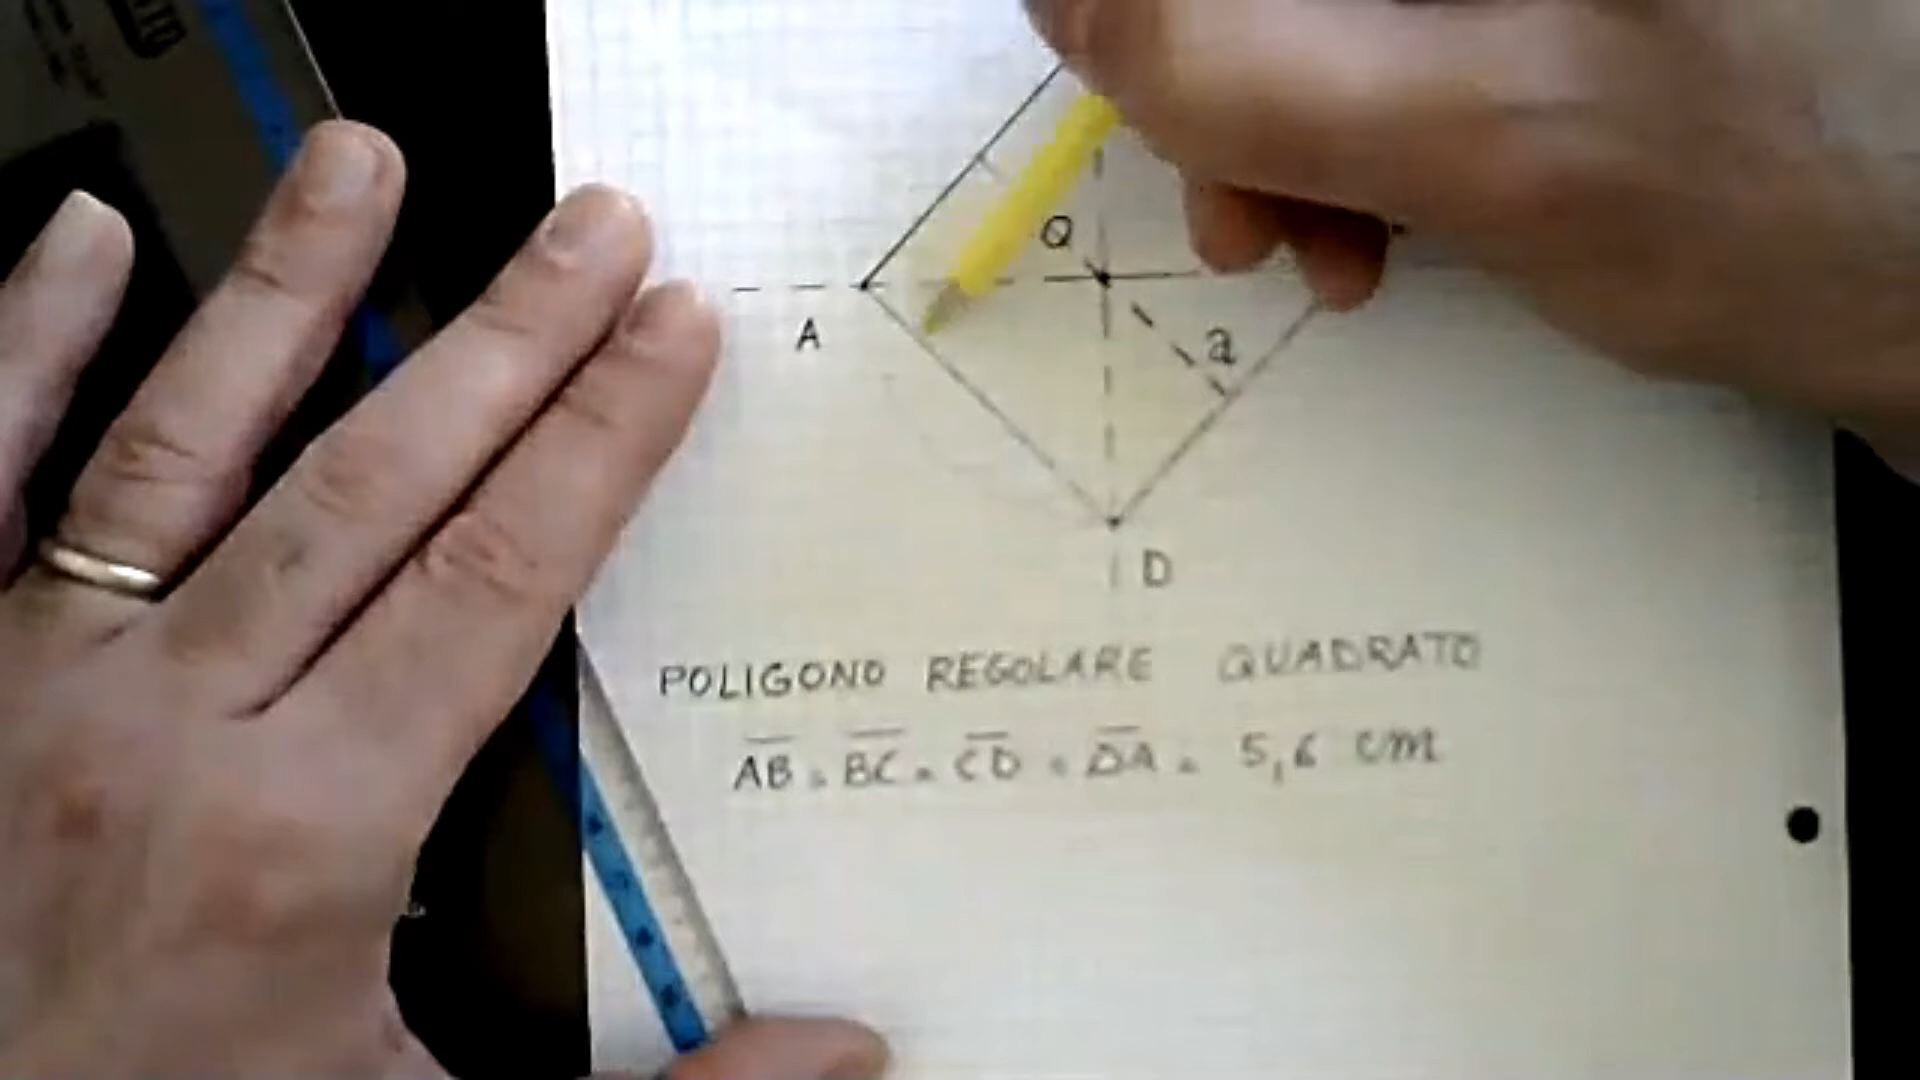 O
A
a
D
POLIGONO REGOLARE QUADRATO
AB = BC = CD = DA = 5,6 cm